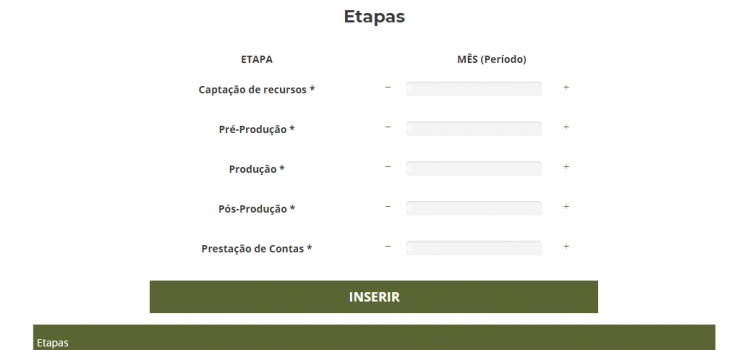 Etapas
ETAPA MÊS (Período)
Captação de recursos * − +
Pré-Produção * − +
Produção * − +
Pós-Produção * − +
Prestação de Contas * − +
INSERIR
Etapas